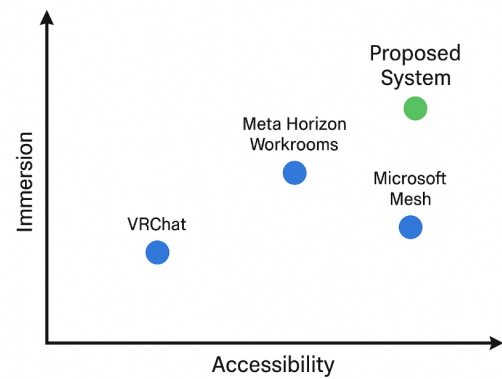 Proposed
System
Meta Horizon
Workrooms
Microsoft
Mesh
VRChat
Immersion
Accessibility